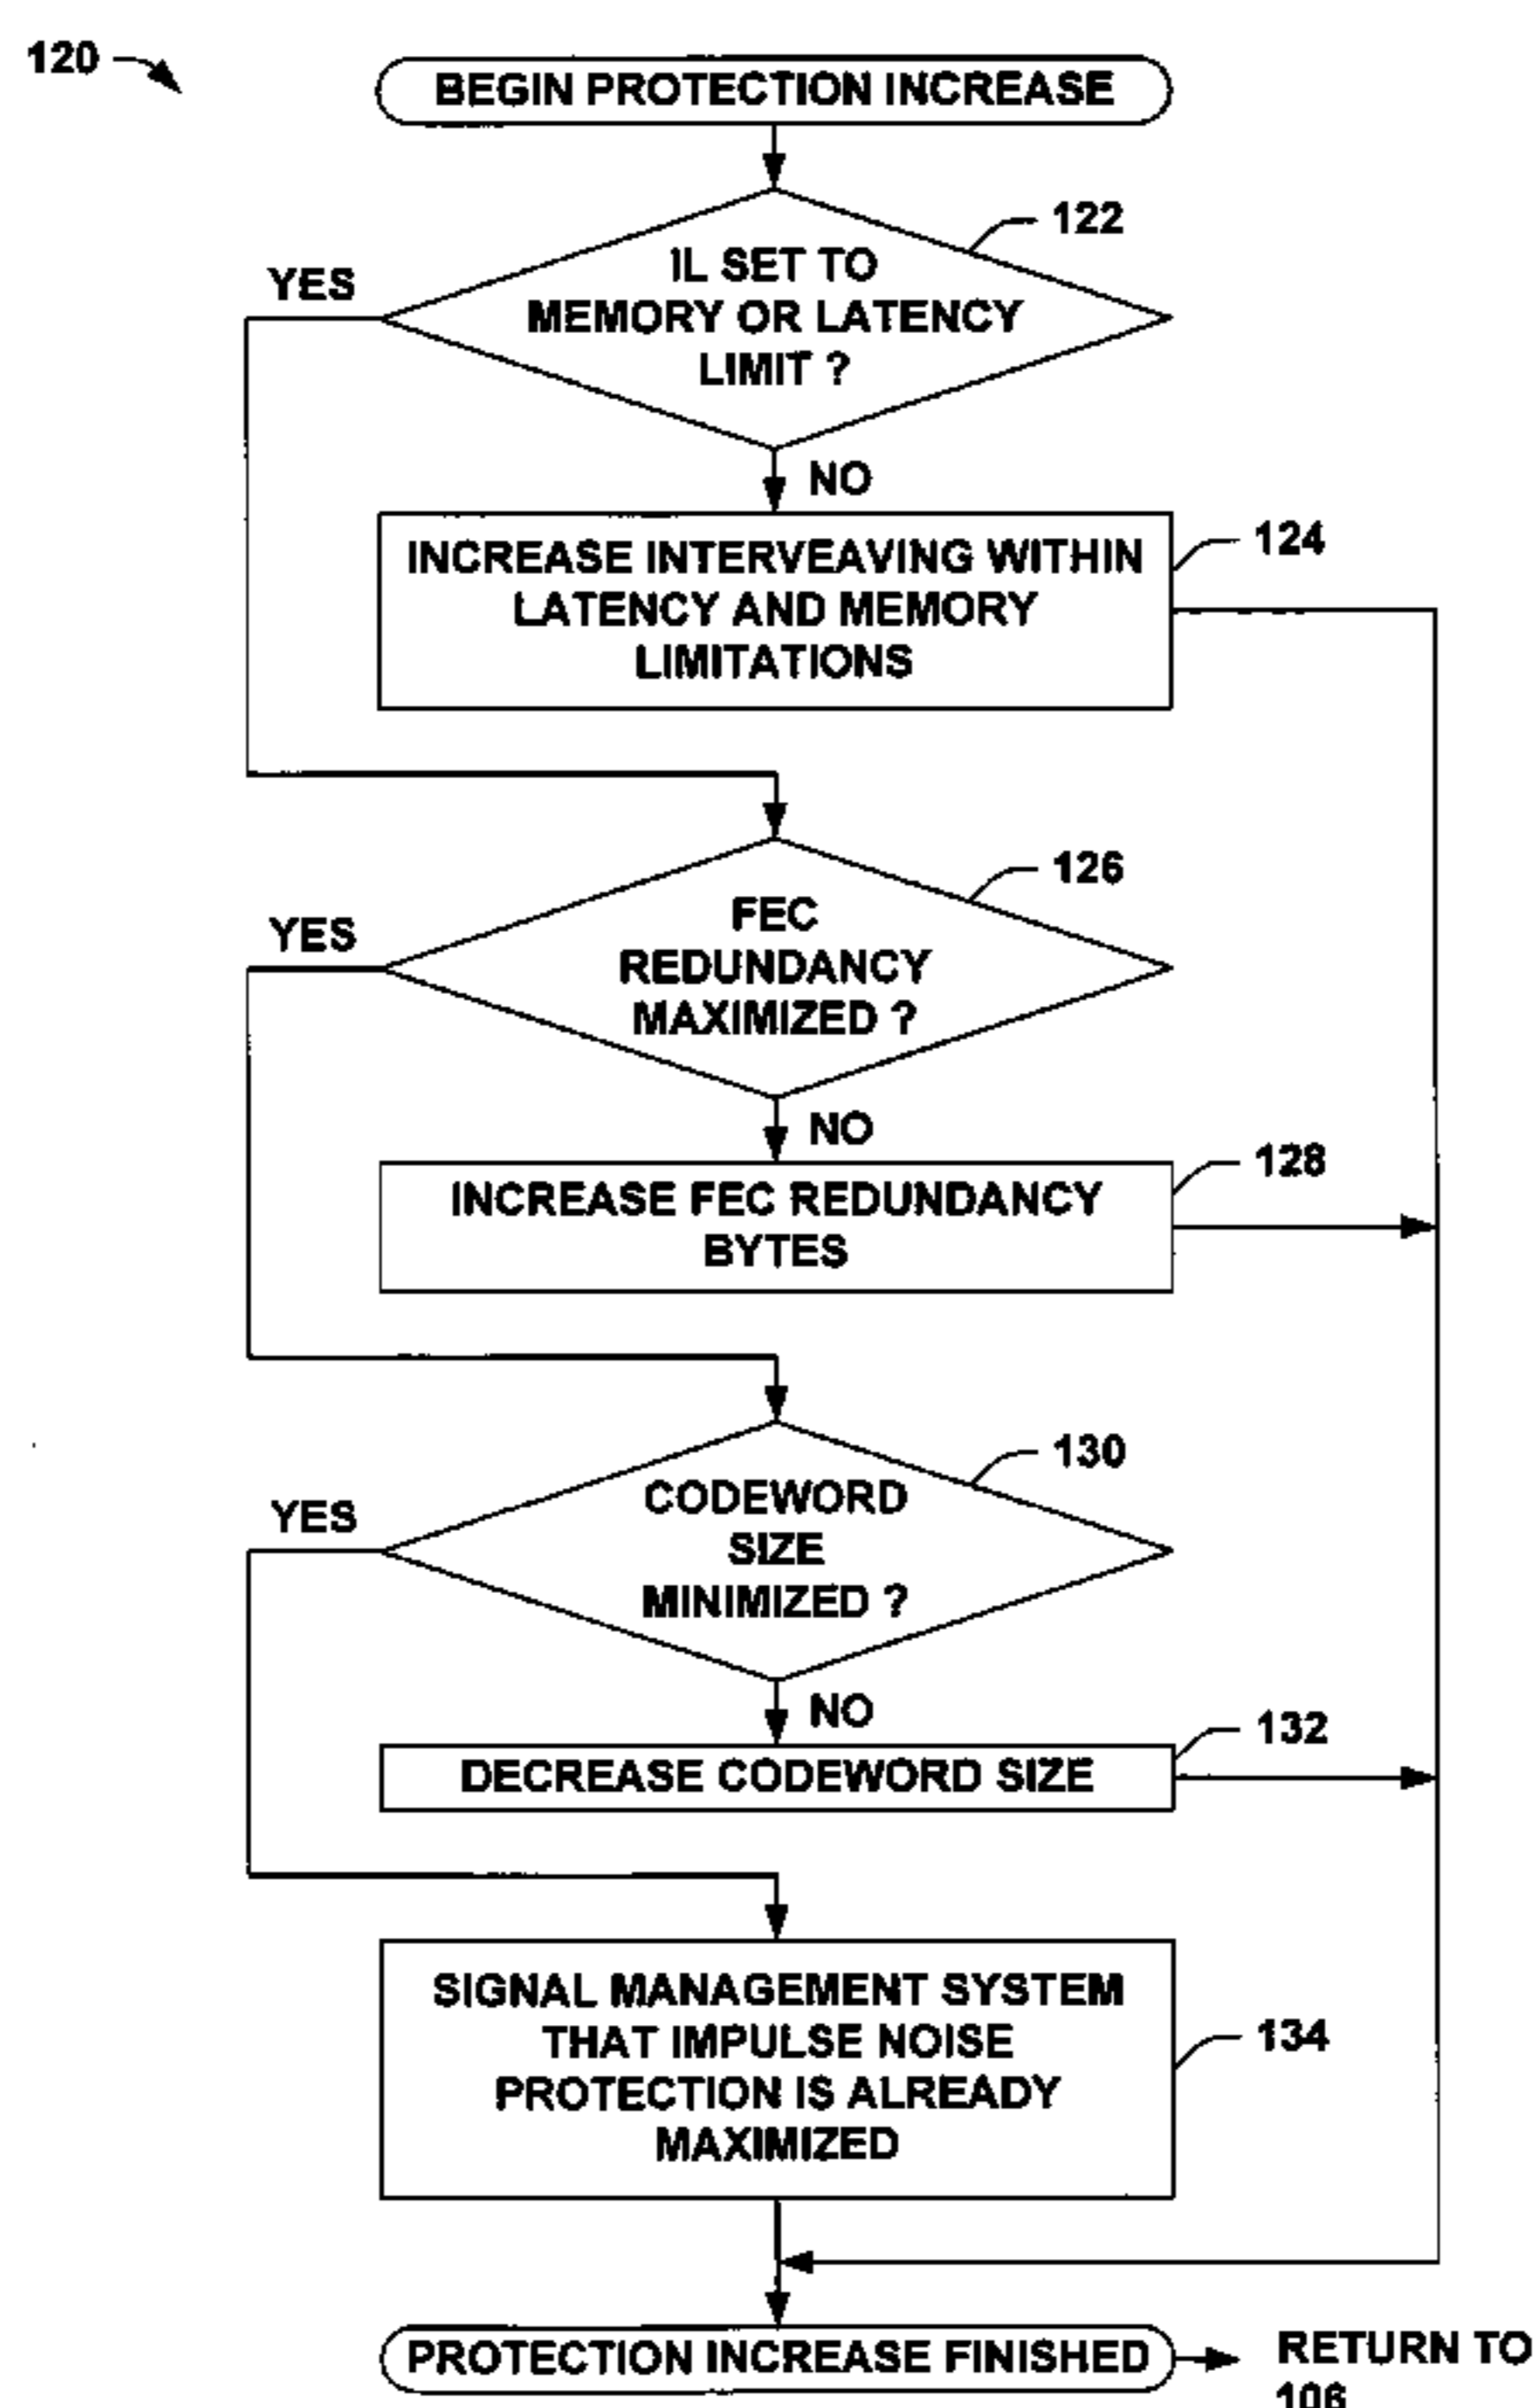 120
BEGIN PROTECTION INCREASE
122
IL SET TO
MEMORY OR LATENCY
LIMIT ?
YES
NO
124
INCREASE INTERVEAVING WITHIN
LATENCY AND MEMORY
LIMITATIONS
126
FEC
REDUNDANCY
MAXIMIZED ?
YES
NO
128
INCREASE FEC REDUNDANCY
BYTES
130
CODEWORD
SIZE
MINIMIZED ?
YES
NO
132
DECREASE CODEWORD SIZE
SIGNAL MANAGEMENT SYSTEM
THAT IMPULSE NOISE
PROTECTION IS ALREADY
MAXIMIZED
134
PROTECTION INCREASE FINISHED
RETURN TO
106